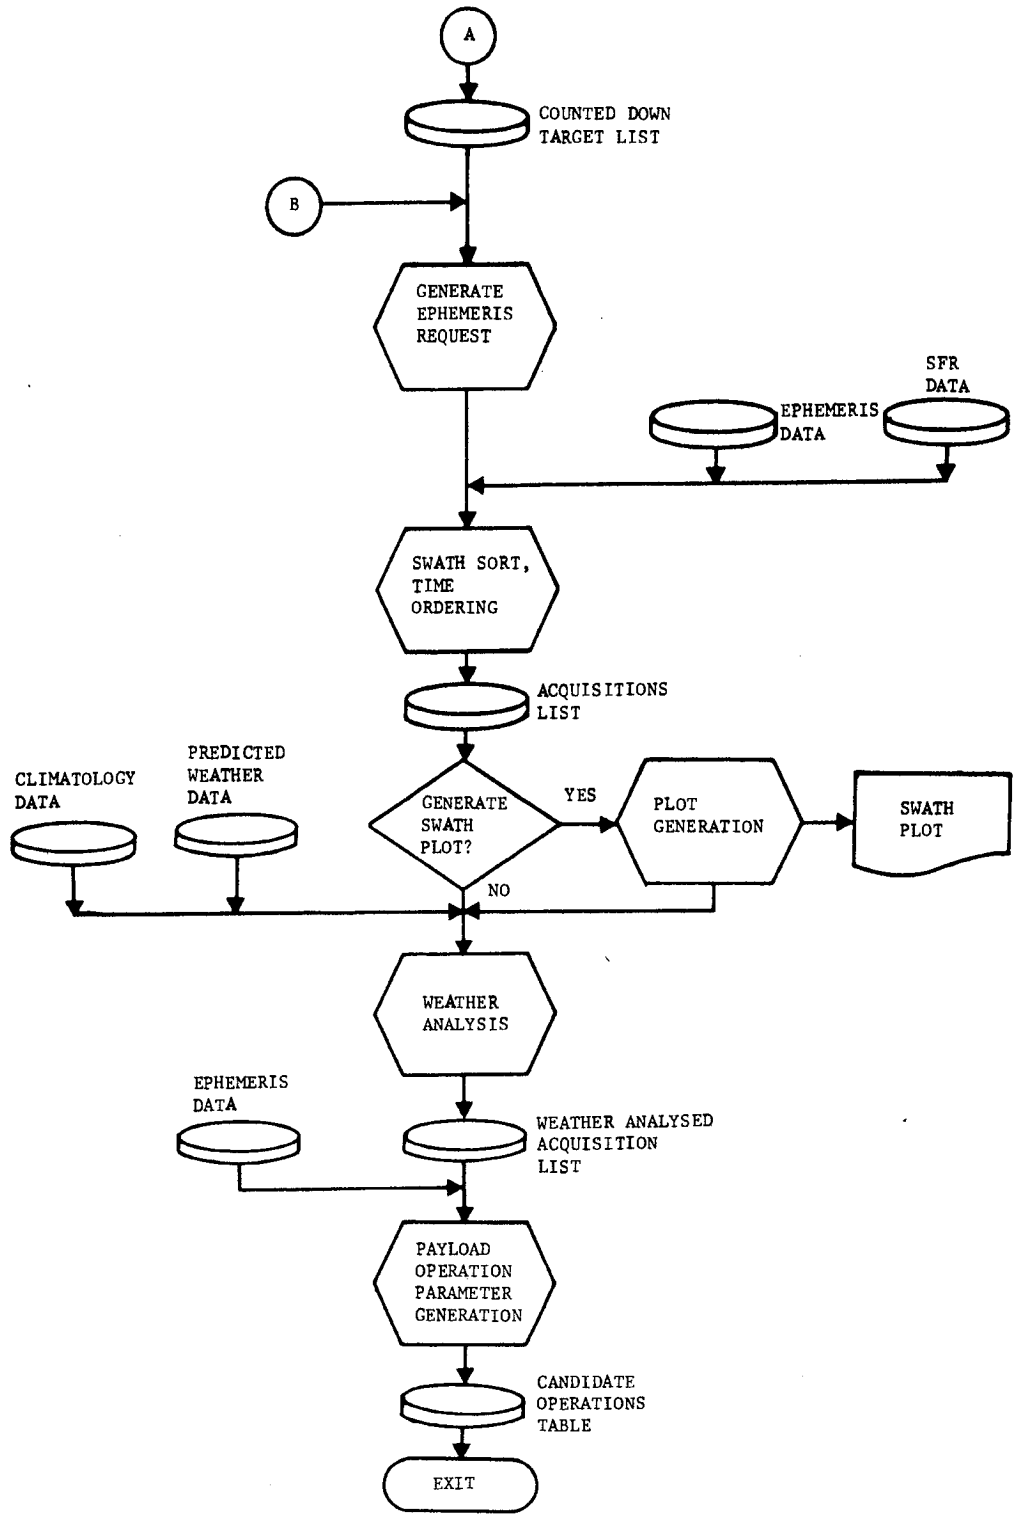 A
COUNTED DOWN
TARGET LIST
B
GENERATE
EPHEMERIS
REQUEST
SFR
DATA
EPHEMERIS
DATA
SWATH SORT,
TIME
ORDERING
ACQUISITIONS
LIST
PREDICTED
WEATHER
DATA
CLIMATOLOGY
DATA
GENERATE
SWATH
PLOT?
YES
NO
PLOT
GENERATION
SWATH
PLOT
WEATHER
ANALYSIS
EPHEMERIS
DATA
WEATHER ANALYSED
ACQUISITION
LIST
PAYLOAD
OPERATION
PARAMETER
GENERATION
CANDIDATE
OPERATIONS
TABLE
EXIT